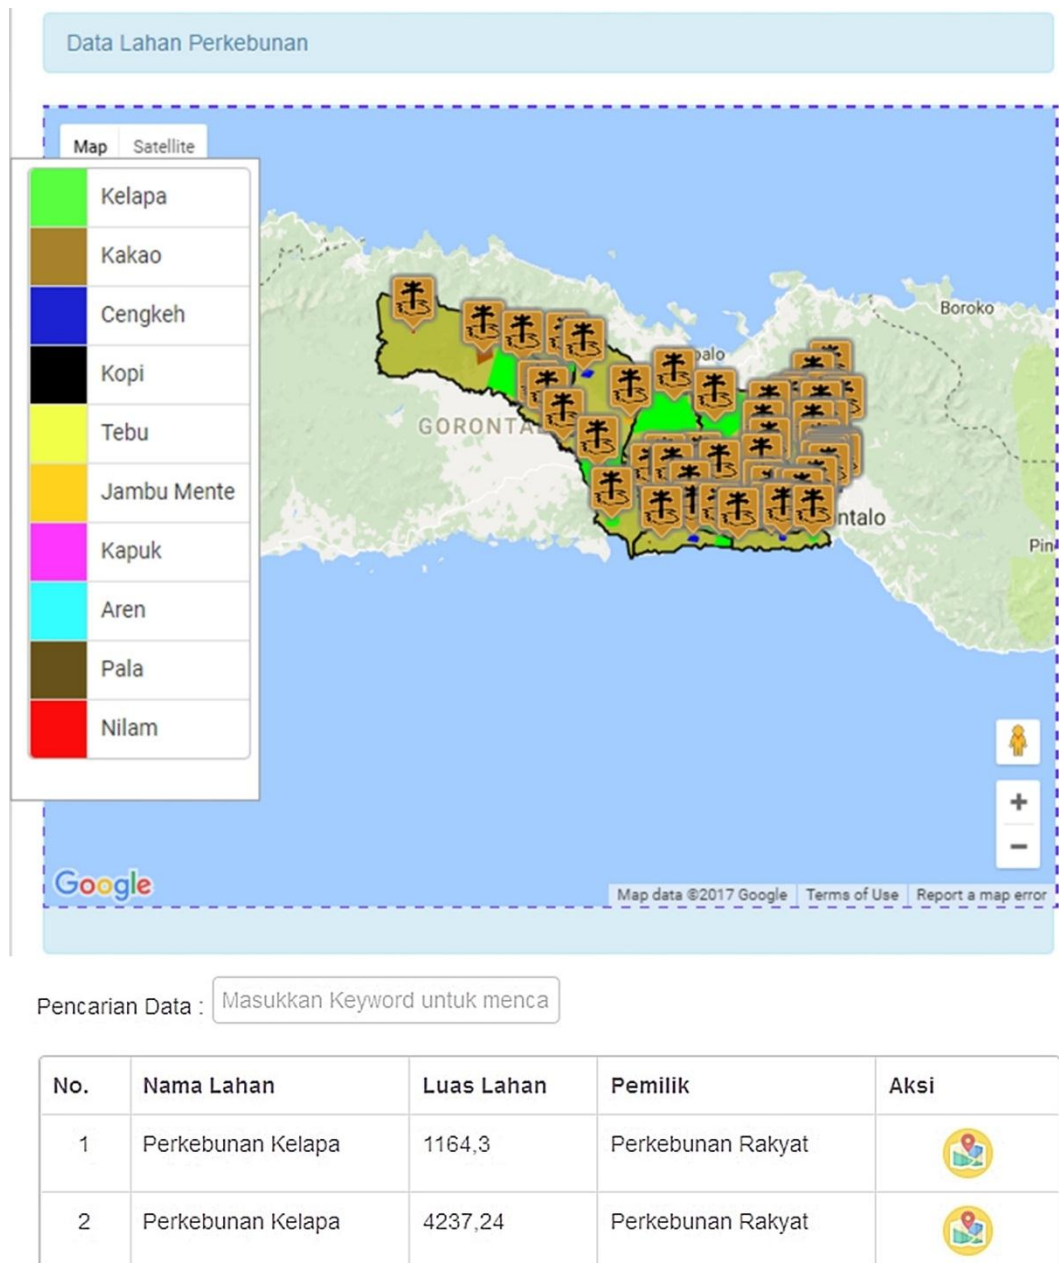 Data Lahan Perkebunan
Map Satellite
Kelapa
Kakao
Cengkeh
Kopi
Tebu
Jambu Mente
Kapuk
Aren
Pala
Nilam
Boroko
GORONTA
ntalo
Pin
Google
Map data ©2017 Google Terms of Use Report a map error
Pencarian Data : Masukkan Keyword untuk menca
No. Nama Lahan Luas Lahan Pemilik Aksi
1 Perkebunan Kelapa 1164,3 Perkebunan Rakyat
2 Perkebunan Kelapa 4237,24 Perkebunan Rakyat